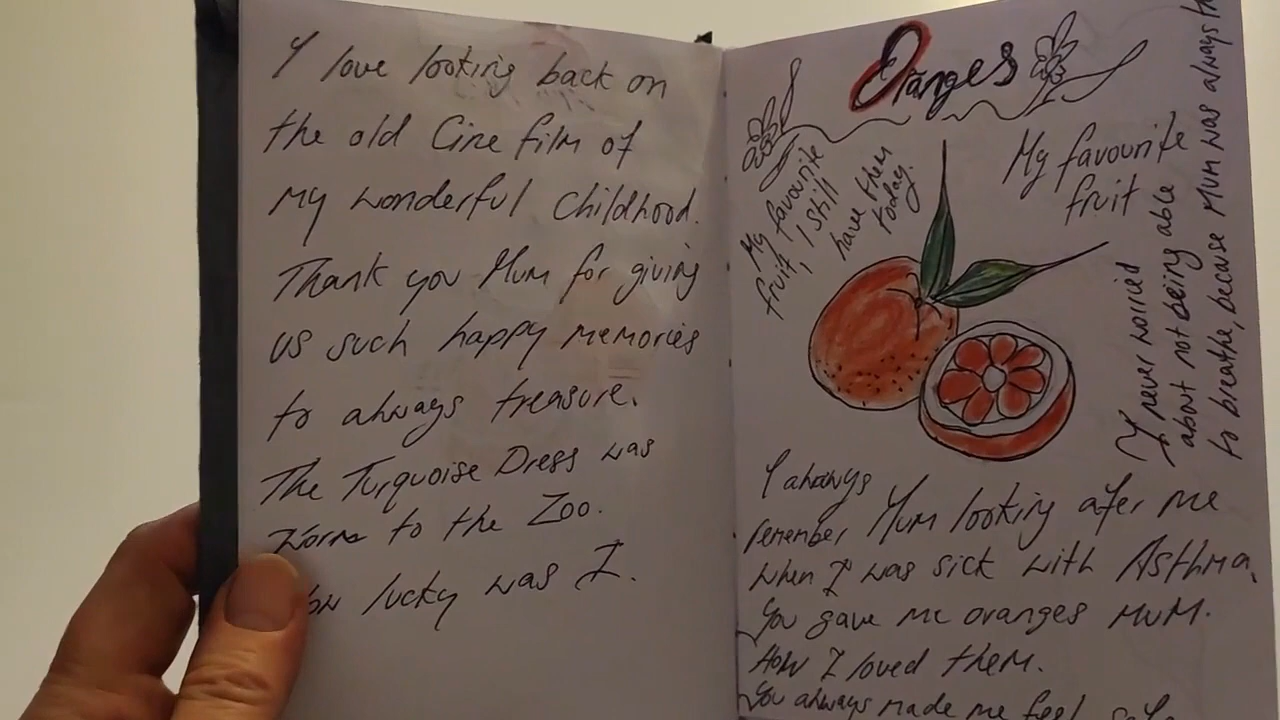 I love looking back on
the old Cine film of
my wonderful childhood.
Thank you Mum for giving
us such happy memories
to always treasure.
The Turquoise Dress was
Worn to the Zoo.
lucky was I.
Oranges
My favourite
fruit, I still
have them
today.
My favourite
fruit
I never worried
about not being able
to breathe, because Mum was always
I always
remember Mum looking after me
when I was sick with Asthma.
You gave me oranges MuM.
How I loved them.
You always made me feel